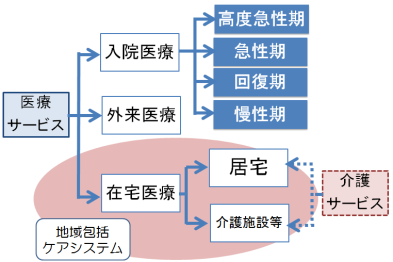 高度急性期
入院医療
急性期
回復期
医療
サービス
外来医療
慢性期
居宅
在宅医療
介護
サービス
介護施設等
地域包括
ケアシステム